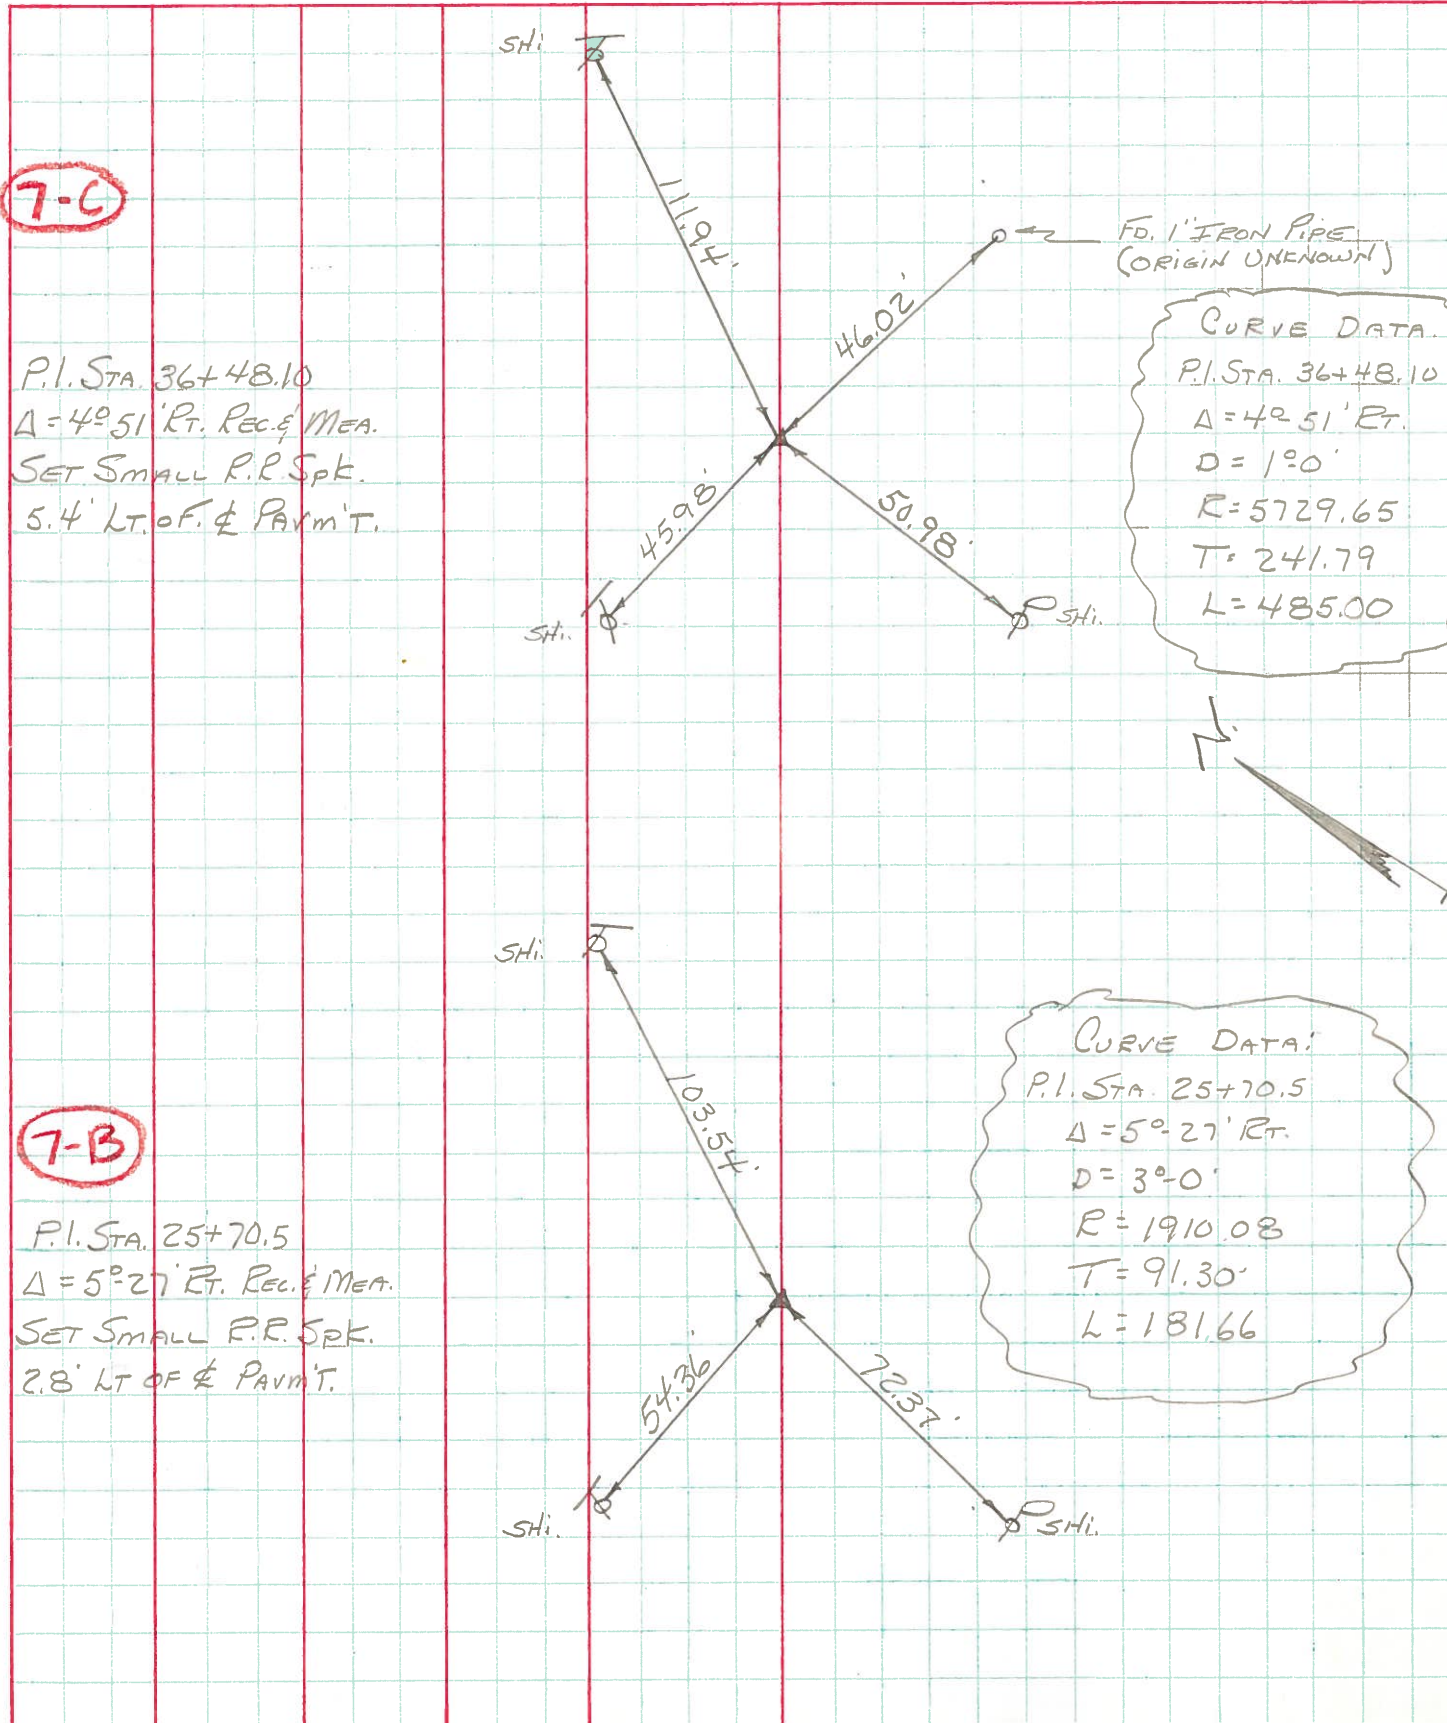 SHi
7-C
111.94'
FD. 1" IRON PIPE
(ORIGIN UNKNOWN)
46.02'
CURVE DATA.
P.I. STA. 36+48.10
Δ = 4°-51' RT.
D = 1°-0'
R = 5729.65
T = 241.79
L = 485.00
P.I. STA. 36+48.10
Δ = 4°-51' RT. REC. & MEA.
SET SMALL R.R. SPK.
5.4' LT. OF. ℄ PAVM'T.
45.98'
50.98'
SHi.
SHi.
N
SHi.
103.54'
7-B
CURVE DATA:
P.I. STA. 25+70.5
Δ = 5°-27' RT.
D = 3°-0'
R = 1910.08
T = 91.30'
L = 181.66
P.I. STA. 25+70.5
Δ = 5°-27' RT. REC. & MEA.
SET SMALL R.R. SPK.
2.8' LT OF ℄ PAVM'T.
54.36'
72.37'
SHi.
SHi.